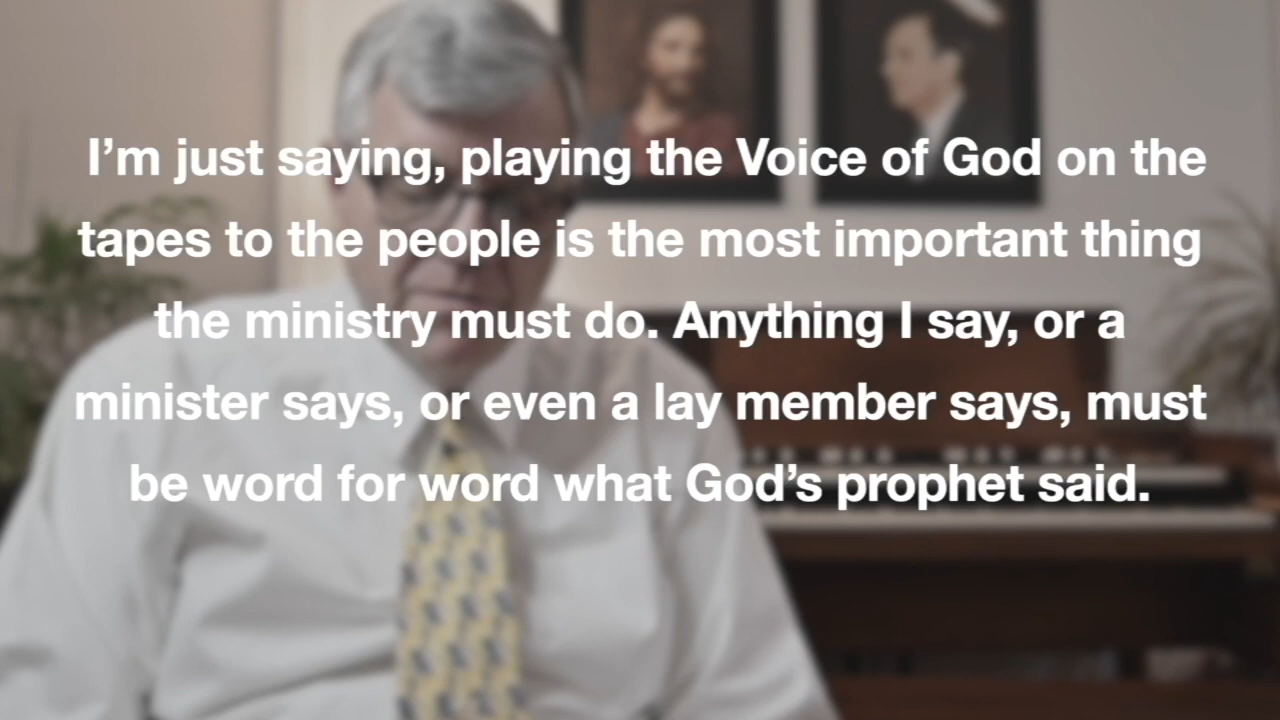 I’m just saying, playing the Voice of God on the
tapes to the people is the most important thing
the ministry must do. Anything I say, or a
minister says, or even a lay member says, must
be word for word what God’s prophet said.